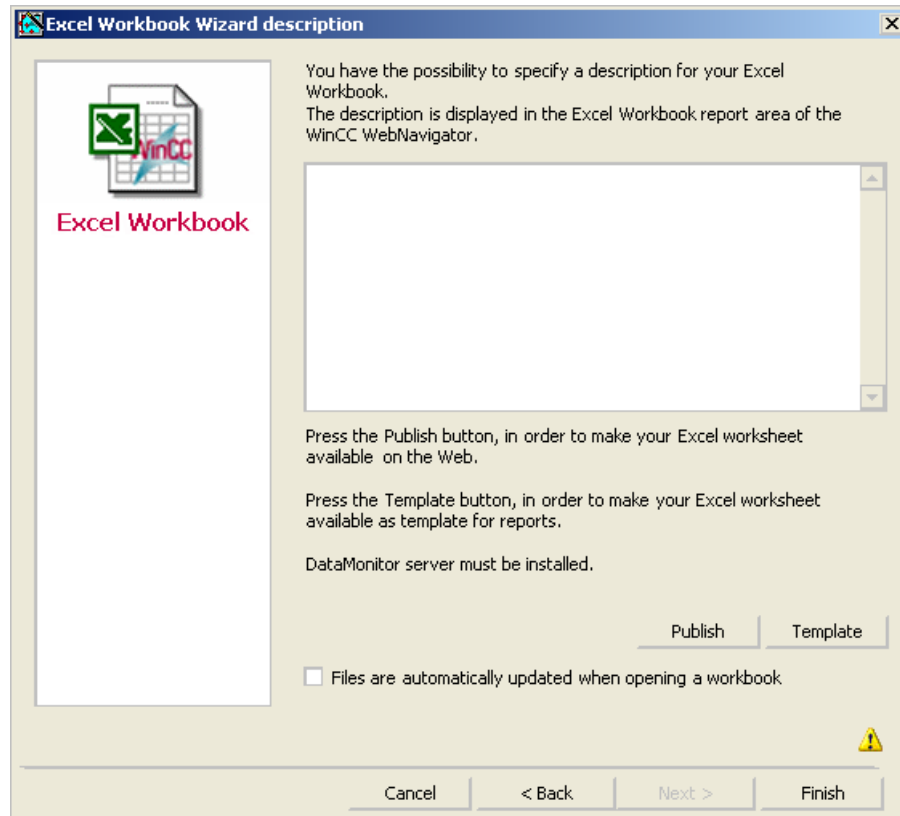 Excel Workbook Wizard description
WinCC
Excel Workbook
You have the possibility to specify a description for your Excel
Workbook.
The description is displayed in the Excel Workbook report area of the
WinCC WebNavigator.
Press the Publish button, in order to make your Excel worksheet
available on the Web.
Press the Template button, in order to make your Excel worksheet
available as template for reports.
DataMonitor server must be installed.
Publish Template
Files are automatically updated when opening a workbook
Cancel < Back Next > Finish